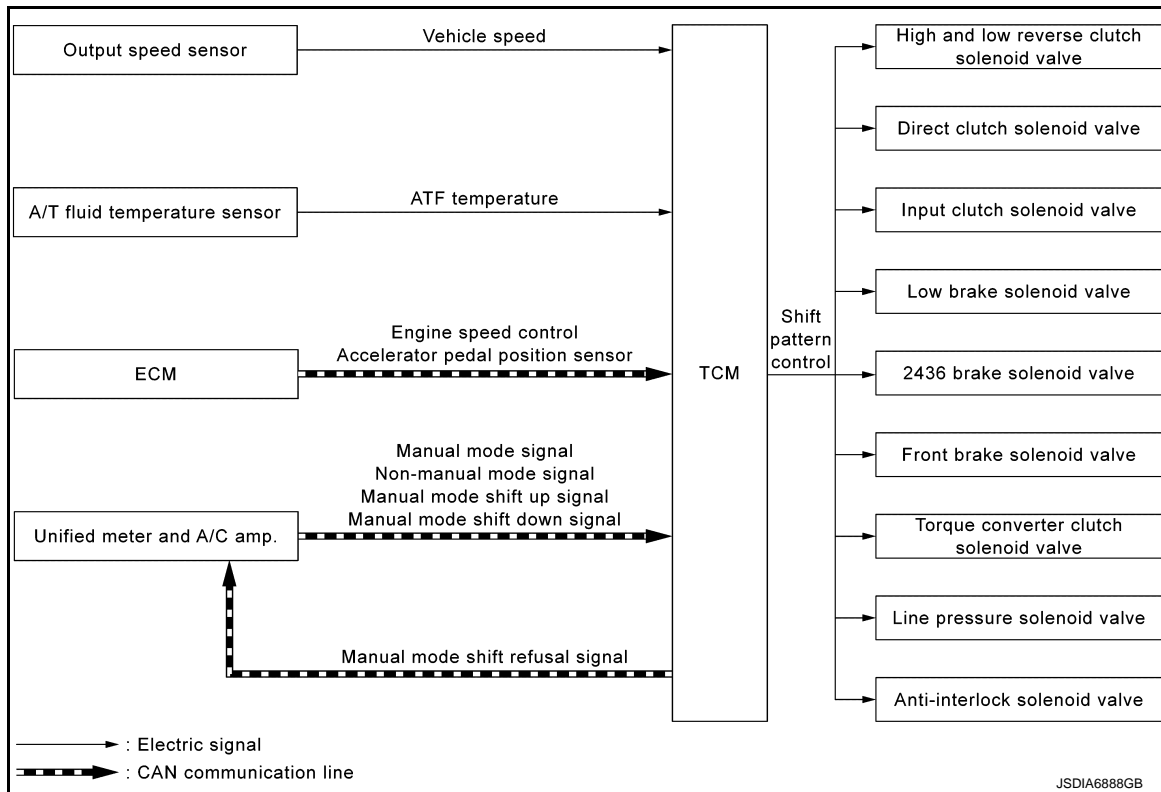 Output speed sensor
Vehicle speed
A/T fluid temperature sensor
ATF temperature
ECM
Engine speed control
Accelerator pedal position sensor
Unified meter and A/C amp.
Manual mode signal
Non-manual mode signal
Manual mode shift up signal
Manual mode shift down signal
Manual mode shift refusal signal
TCM
Shift
pattern
control
High and low reverse clutch
solenoid valve
Direct clutch solenoid valve
Input clutch solenoid valve
Low brake solenoid valve
2436 brake solenoid valve
Front brake solenoid valve
Torque converter clutch
solenoid valve
Line pressure solenoid valve
Anti-interlock solenoid valve
: Electric signal
: CAN communication line
JSDIA6888GB